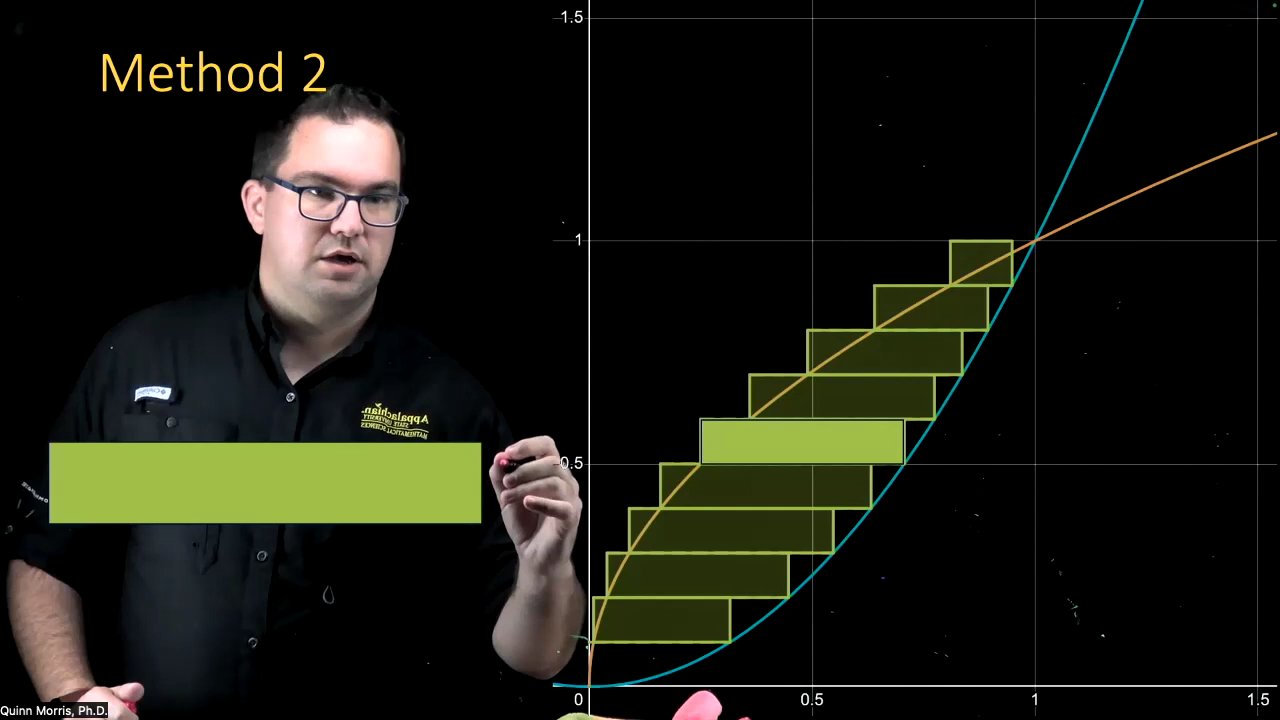 Method 2
1.5
1
0.5
0
0.5
1
1.5
Appalachian
STATE UNIVERSITY
MATHEMATICAL SCIENCES
Quinn Morris, Ph.D.